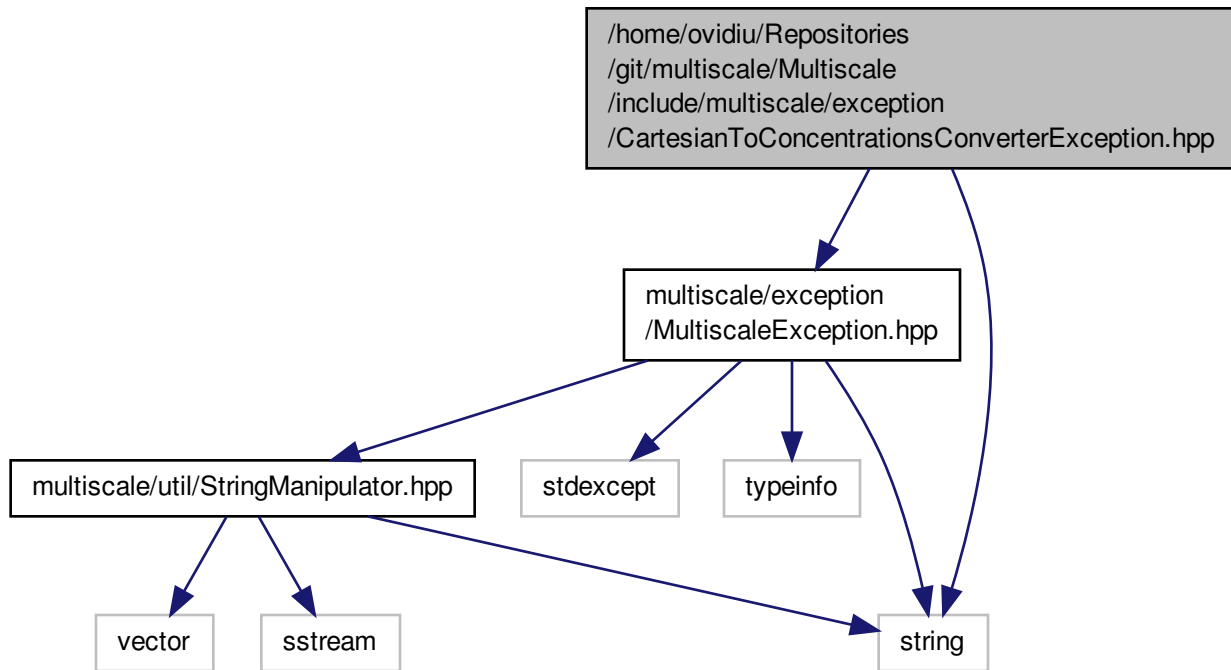 /home/ovidiu/Repositories
/git/multiscale/Multiscale
/include/multiscale/exception
/CartesianToConcentrationsConverterException.hpp
multiscale/exception
/MultiscaleException.hpp
multiscale/util/StringManipulator.hpp
stdexcept
typeinfo
vector
sstream
string